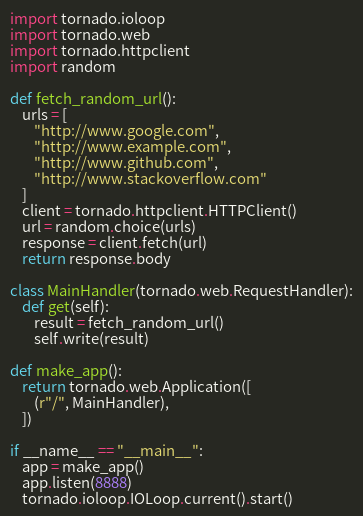 import tornado.ioloop
import tornado.web
import tornado.httpclient
import random
def fetch_random_url():
urls = [
"http://www.google.com",
"http://www.example.com",
"http://www.github.com",
"http://www.stackoverflow.com"
]
client = tornado.httpclient.HTTPClient()
url = random.choice(urls)
response = client.fetch(url)
return response.body
class MainHandler(tornado.web.RequestHandler):
def get(self):
result = fetch_random_url()
self.write(result)
def make_app():
return tornado.web.Application([
(r"/", MainHandler),
])
if __name__ == "__main__":
app = make_app()
app.listen(8888)
tornado.ioloop.IOLoop.current().start()